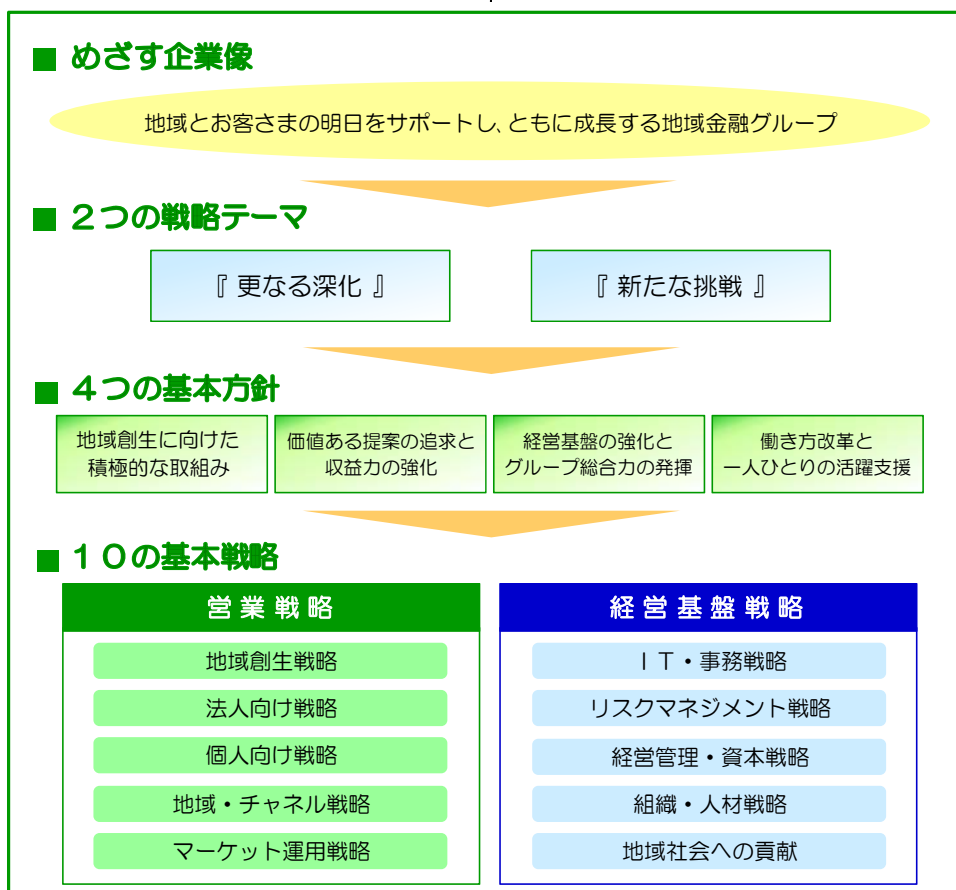 ■ めざす企業像
地域とお客さまの明日をサポートし、ともに成長する地域金融グループ
■ 2つの戦略テーマ
『 更なる深化 』
『 新たな挑戦 』
■ 4つの基本方針
地域創生に向けた
積極的な取組み
価値ある提案の追求と
収益力の強化
経営基盤の強化と
グループ総合力の発揮
働き方改革と
一人ひとりの活躍支援
■ 10の基本戦略
営業戦略
地域創生戦略
法人向け戦略
個人向け戦略
地域・チャネル戦略
マーケット運用戦略
経営基盤戦略
IT・事務戦略
リスクマネジメント戦略
経営管理・資本戦略
組織・人材戦略
地域社会への貢献